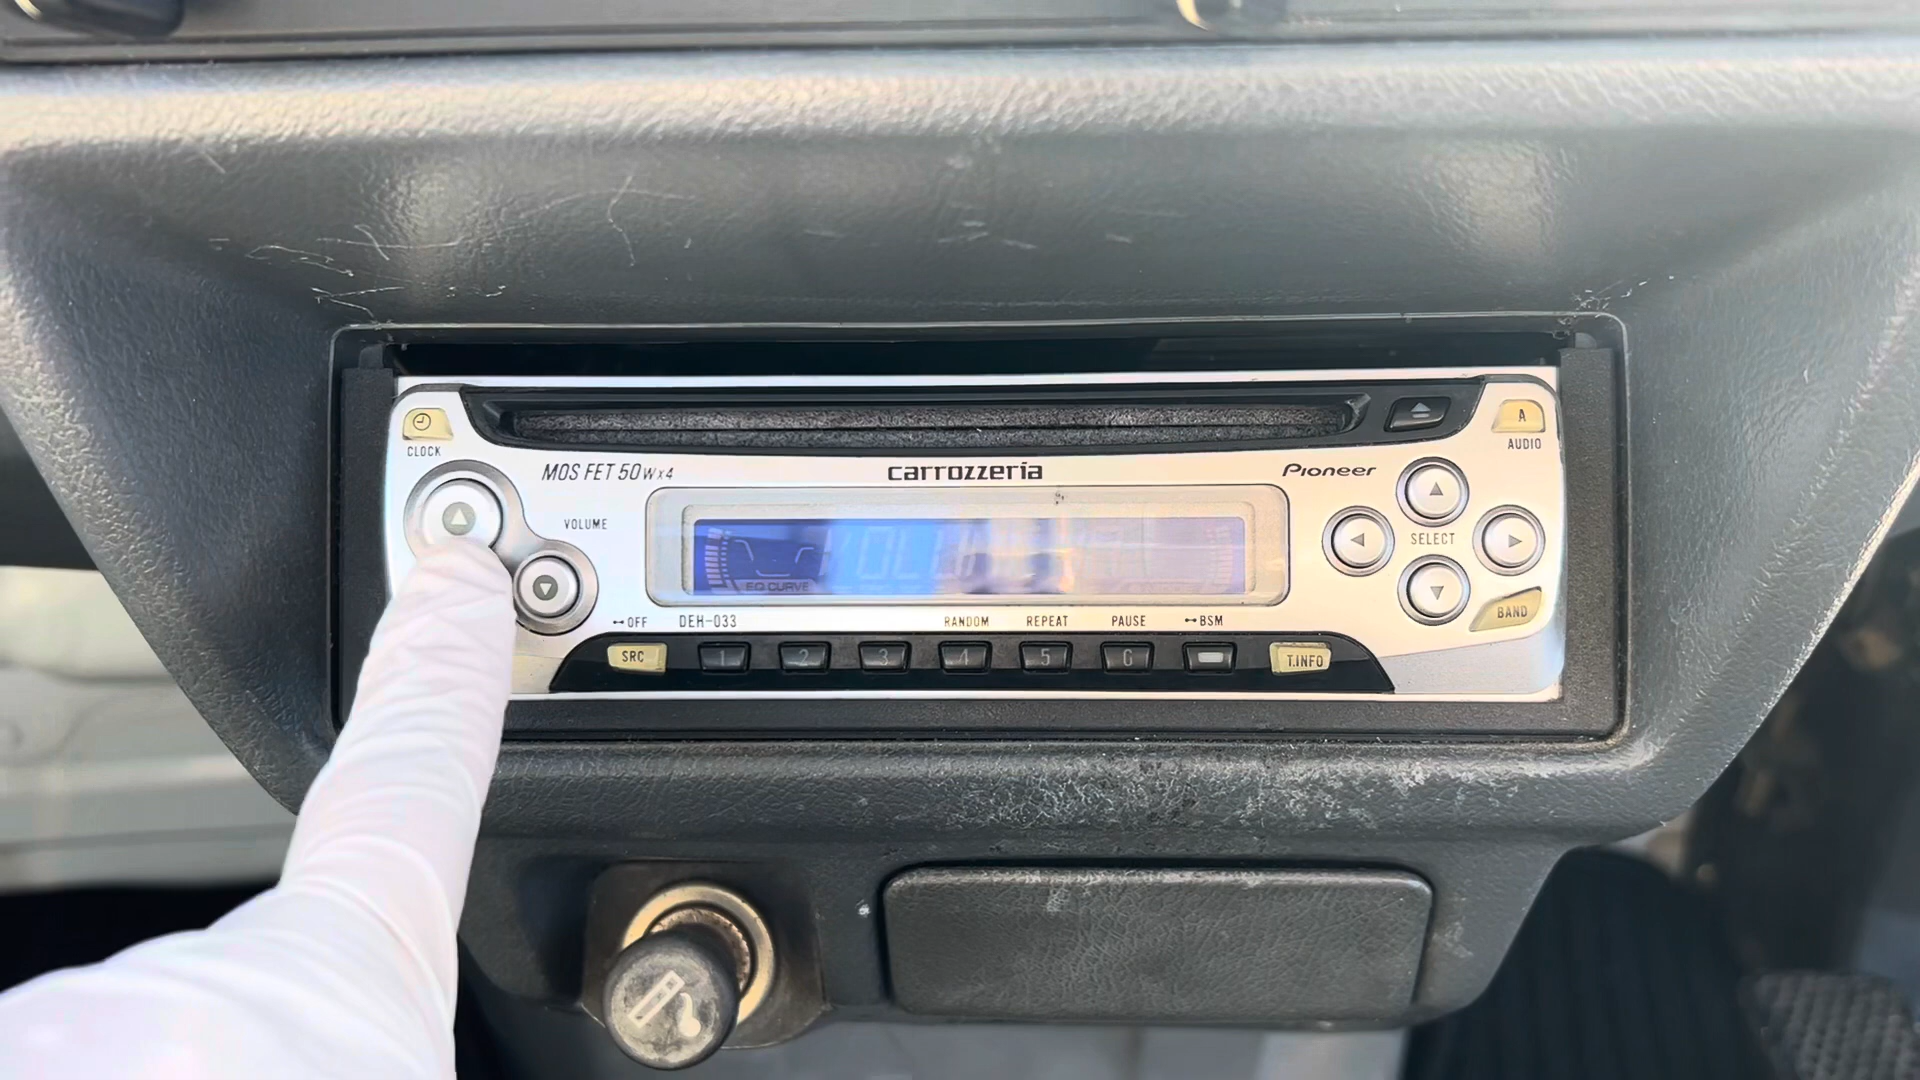 CLOCK
A
AUDIO
MOS FET 50W×4
carrozzeria
Pioneer
VOLUME
SELECT
EQ CURVE
BAND
OFF
DEH-033
RANDOM
REPEAT
PAUSE
BSM
SRC
1
2
3
4
5
6
T.INFO